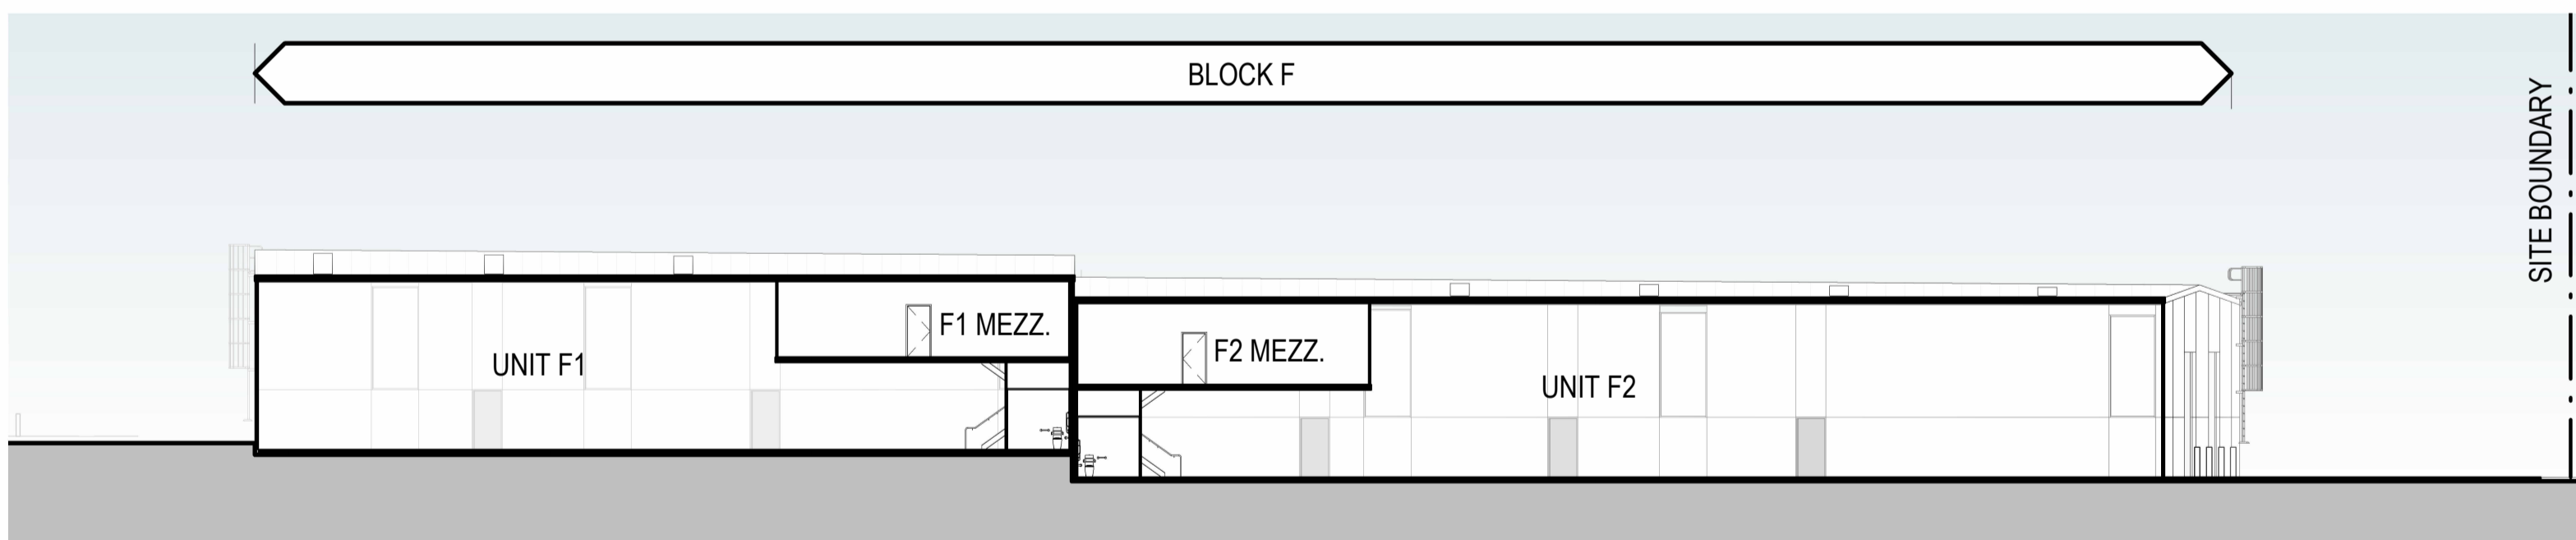 BLOCK F
SITE BOUNDARY
F1 MEZZ.
F2 MEZZ.
UNIT F1
UNIT F2